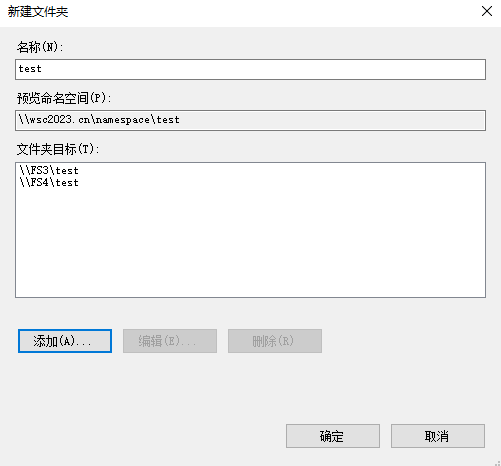 新建文件夹
名称(N):
test
预览命名空间(P):
\\wsc2023.cn\namespace\test
文件夹目标(T):
\\FS3\test
\\FS4\test
添加(A)... 编辑(E)... 删除(R)
确定 取消